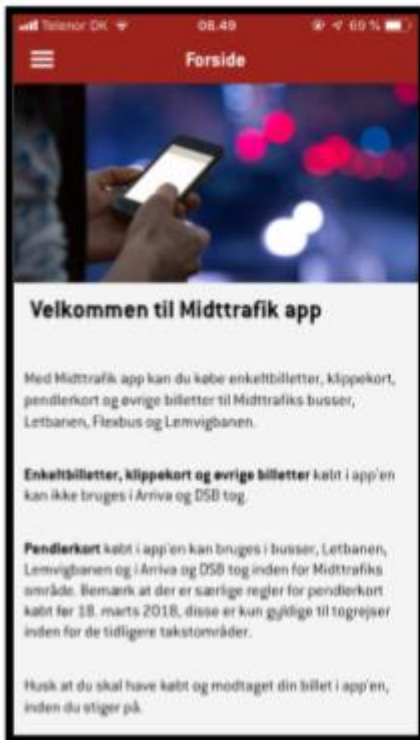 Telenor DK 08.49 69 %
Forside
Velkommen til Midttrafik app
Med Midttrafik app kan du købe enkeltbilletter, klippekort,
pendlerkort og øvrige billetter til Midttrafiks busser,
Letbanen, Flexbus og Lemvigbanen.
Enkeltbilletter, klippekort og øvrige billetter købt i app'en
kan ikke bruges i Arriva og DSB tog.
Pendlerkort købt i app'en kan bruges i busser, Letbanen,
Lemvigbanen og i Arriva og DSB tog inden for Midttrafiks
område. Bemærk at der er særlige regler for pendlerkort
købt før 18. marts 2018, disse er kun gyldige til togrejser
inden for de tidligere takstområder.
Husk at du skal have købt og modtaget din billet i app'en,
inden du stiger på.